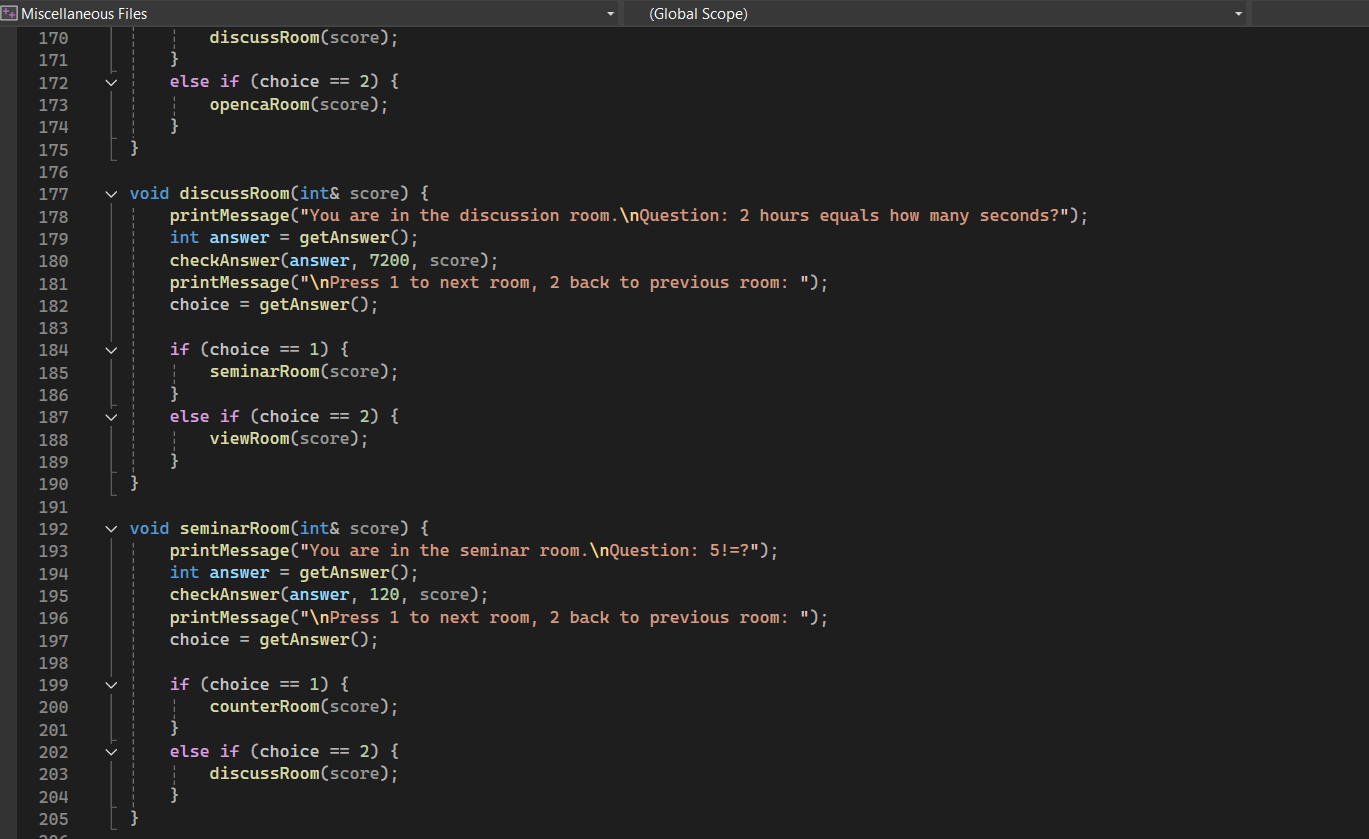 Miscellaneous Files (Global Scope)
170 discussRoom(score);
171 }
172 else if (choice == 2) {
173 opencaRoom(score);
174 }
175 }
176
177 void discussRoom(int& score) {
178 printMessage("You are in the discussion room.\nQuestion: 2 hours equals how many seconds?");
179 int answer = getAnswer();
180 checkAnswer(answer, 7200, score);
181 printMessage("\nPress 1 to next room, 2 back to previous room: ");
182 choice = getAnswer();
183
184 if (choice == 1) {
185 seminarRoom(score);
186 }
187 else if (choice == 2) {
188 viewRoom(score);
189 }
190 }
191
192 void seminarRoom(int& score) {
193 printMessage("You are in the seminar room.\nQuestion: 5!=?");
194 int answer = getAnswer();
195 checkAnswer(answer, 120, score);
196 printMessage("\nPress 1 to next room, 2 back to previous room: ");
197 choice = getAnswer();
198
199 if (choice == 1) {
200 counterRoom(score);
201 }
202 else if (choice == 2) {
203 discussRoom(score);
204 }
205 }